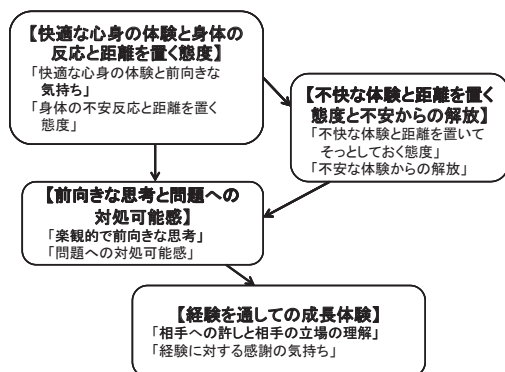 【快適な心身の体験と身体の
反応と距離を置く態度】
「快適な心身の体験と前向きな
気持ち」
「身体の不安反応と距離を置く
態度」
【不快な体験と距離を置く
態度と不安からの解放】
「不快な体験と距離を置いて
そっとしておく態度」
「不安な体験からの解放」
【前向きな思考と問題への
対処可能感】
「楽観的で前向きな思考」
「問題への対処可能感」
【経験を通しての成長体験】
「相手への許しと相手の立場の理解」
「経験に対する感謝の気持ち」